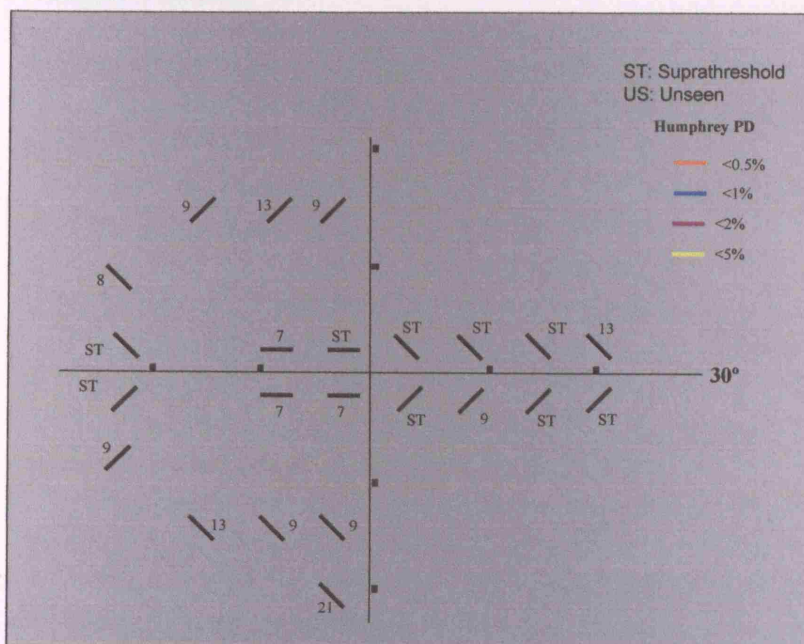 ST: Suprathreshold
US: Unseen
Humphrey PD
<0.5%
<1%
<2%
<5%
9 13 9
8
ST 7 ST ST ST ST 13
30º
ST 7 7 ST 9 ST ST
9
13 9 9
21